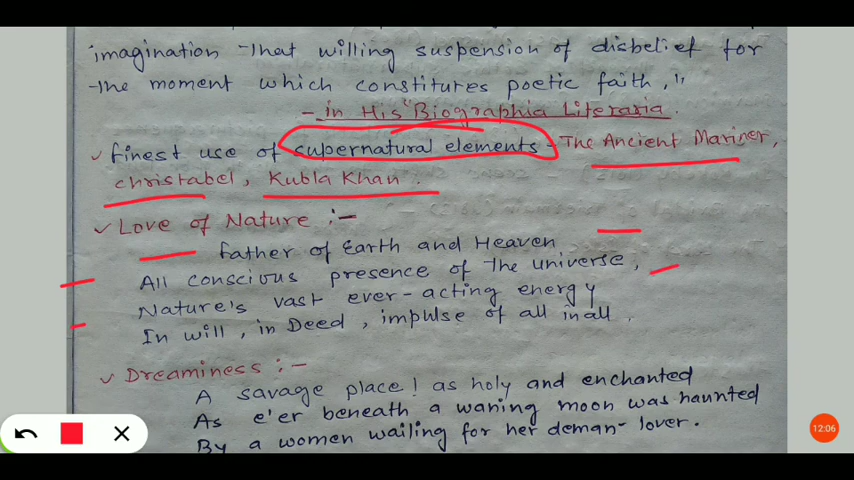 imagination - that willing suspension of disbelief for
the moment which constitutes poetic faith,"
- in His "Biographia Literaria.
✓ finest use of supernatural elements - The Ancient Mariner,
christabel, Kubla Khan.
✓ Love of Nature :-
father of Earth and Heaven
All conscious presence of the universe,
Nature's vast ever-acting energy
In will, in Deed, impulse of all in all,
✓ Dreaminess :-
A savage place! as holy and enchanted
As e'er beneath a waning moon was haunted
By a women wailing for her deman-lover.
12:06